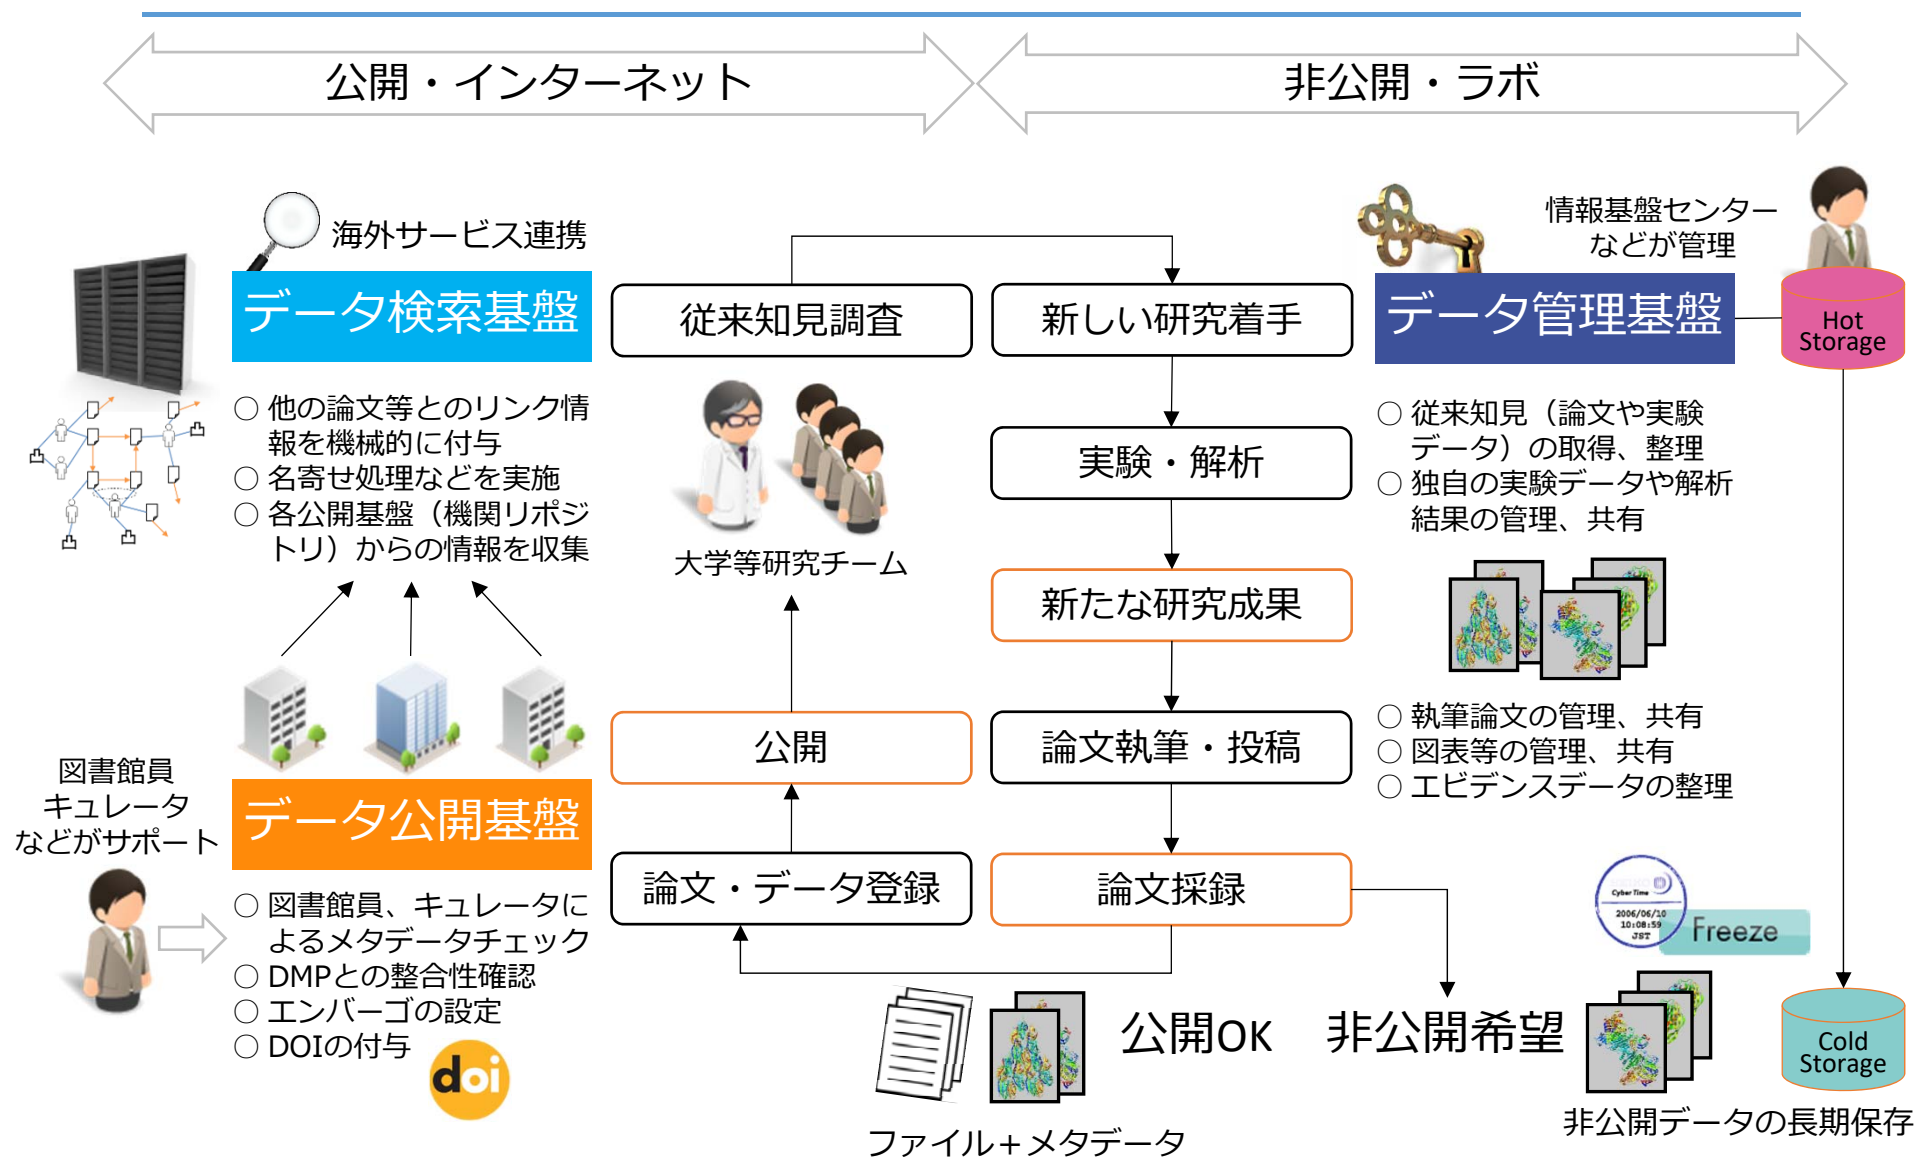 公開・インターネット
非公開・ラボ
海外サービス連携
データ検索基盤
○ 他の論文等とのリンク情
報を機械的に付与
○ 名寄せ処理などを実施
○ 各公開基盤（機関リポジ
トリ）からの情報を収集
図書館員
キュレータ
などがサポート
データ公開基盤
○ 図書館員、キュレータに
よるメタデータチェック
○ DMPとの整合性確認
○ エンバーゴの設定
○ DOIの付与
doi
従来知見調査
大学等研究チーム
公開
論文・データ登録
新しい研究着手
実験・解析
新たな研究成果
論文執筆・投稿
論文採録
公開OK
非公開希望
ファイル＋メタデータ
情報基盤センター
などが管理
データ管理基盤
Hot
Storage
○ 従来知見（論文や実験
データ）の取得、整理
○ 独自の実験データや解析
結果の管理、共有
○ 執筆論文の管理、共有
○ 図表等の管理、共有
○ エビデンスデータの整理
Cyber Time
2006/06/10
10:08:59
JST
Freeze
Cold
Storage
非公開データの長期保存